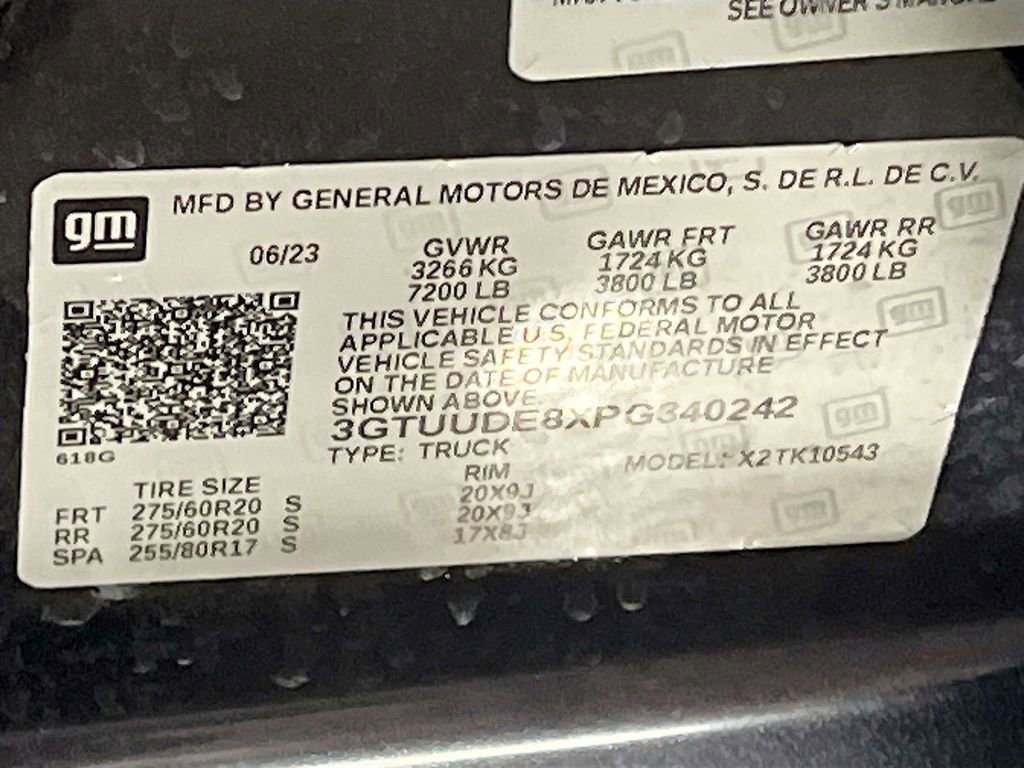 SEE OWNER'S MANUAL
gm
MFD BY GENERAL MOTORS DE MEXICO, S. DE R.L. DE C.V.
06/23 GVWR GAWR FRT GAWR RR
3266 KG 1724 KG 1724 KG
7200 LB 3800 LB 3800 LB
THIS VEHICLE CONFORMS TO ALL
APPLICABLE U.S. FEDERAL MOTOR
VEHICLE SAFETY STANDARDS IN EFFECT
ON THE DATE OF MANUFACTURE
SHOWN ABOVE.
3GTUUDE8XPG340242
618G
TYPE: TRUCK MODEL: X2TK10543
TIRE SIZE RIM
FRT 275/60R20 S 20X9J
RR 275/60R20 S 20X9J
SPA 255/80R17 S 17X8J